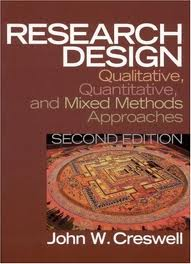 RESEARCH
DESIGN
Qualitative,
Quantitative,
and Mixed Methods
Approaches
SECOND EDITION
John W. Creswell